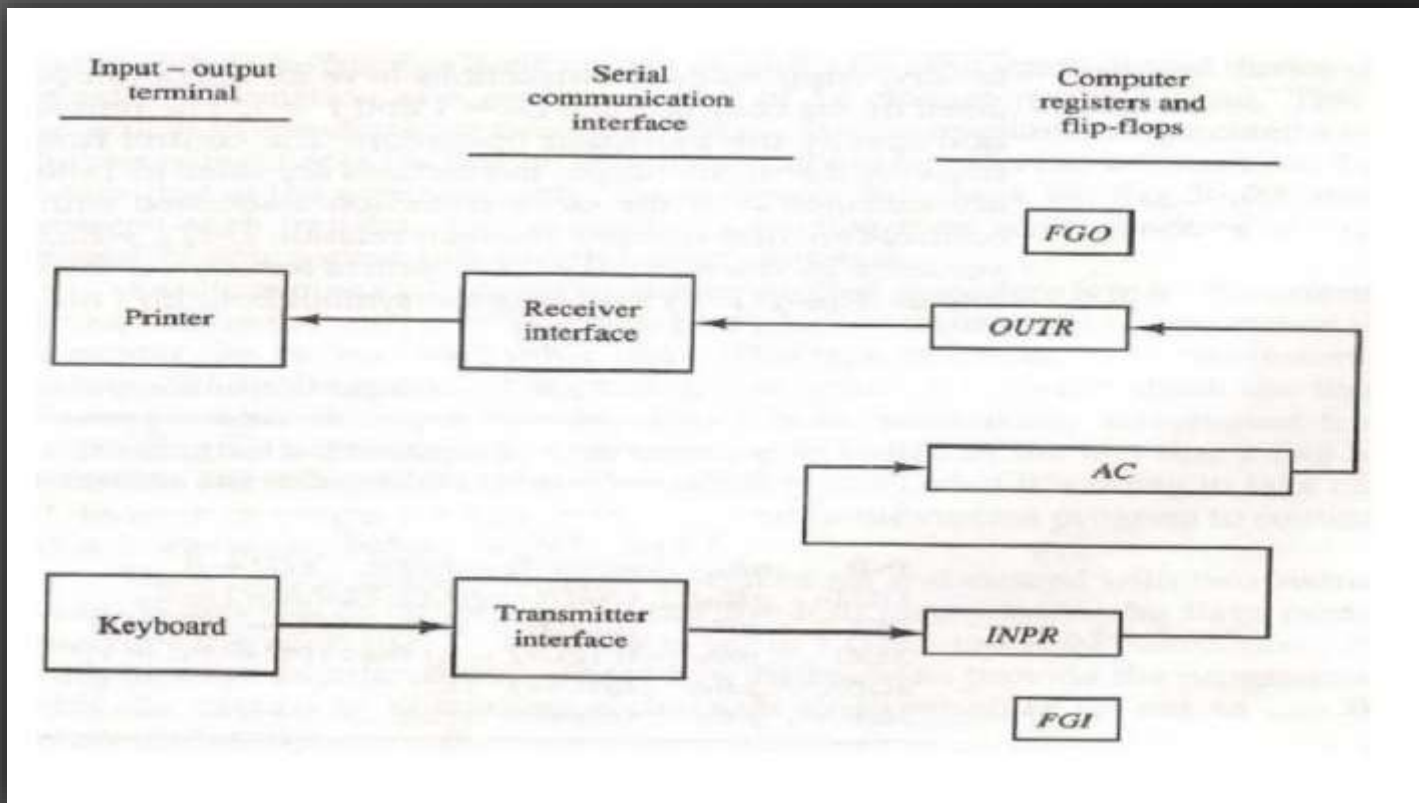 Input – output
terminal
Serial
communication
interface
Computer
registers and
flip-flops
FGO
Printer
Receiver
interface
OUTR
AC
Keyboard
Transmitter
interface
INPR
FGI